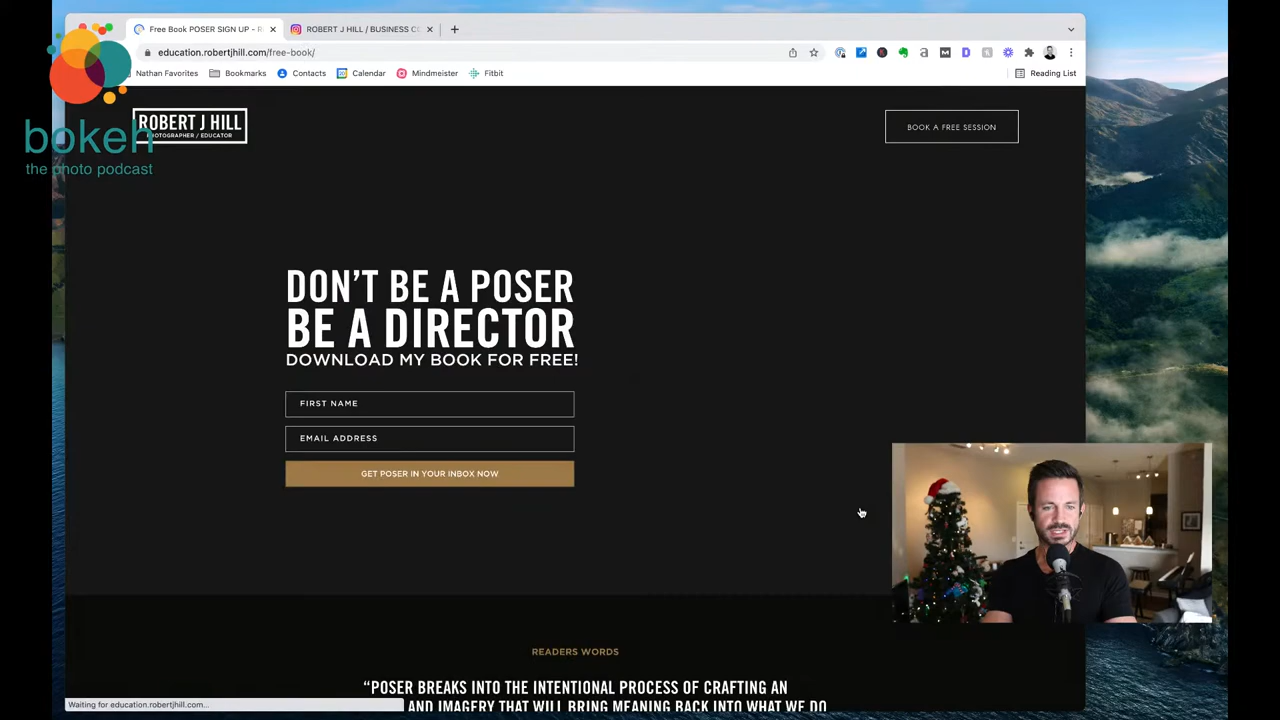 Free Book POSER SIGN UP - R
ROBERT J HILL / BUSINESS C
education.robertjhill.com/free-book/
Nathan Favorites
Bookmarks
Contacts
Calendar
Mindmeister
Fitbit
Reading List
bokeh
the photo podcast
ROBERT J HILL
PHOTOGRAPHER / EDUCATOR
BOOK A FREE SESSION
DON'T BE A POSER
BE A DIRECTOR
DOWNLOAD MY BOOK FOR FREE!
FIRST NAME
EMAIL ADDRESS
GET POSER IN YOUR INBOX NOW
READERS WORDS
“POSER BREAKS INTO THE INTENTIONAL PROCESS OF CRAFTING AN
AND IMAGERY THAT WILL BRING MEANING BACK INTO WHAT WE DO
Waiting for education.robertjhill.com...